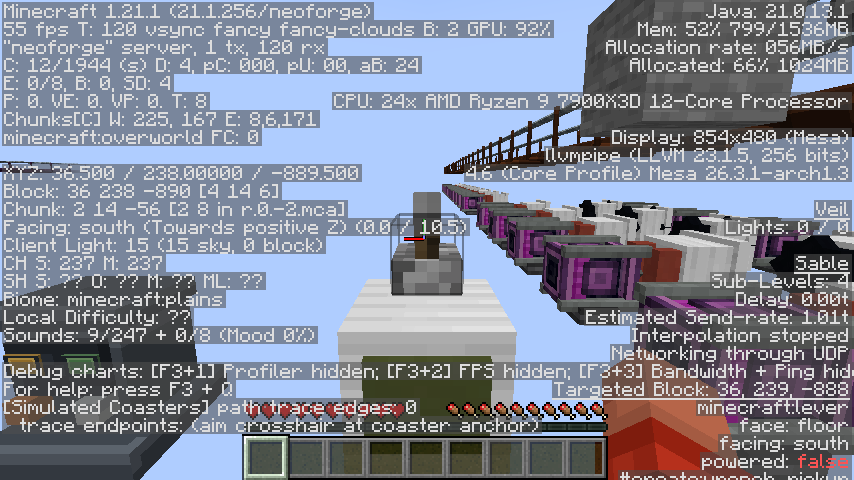 Minecraft 1.21.1 (21.1.256/neoforge)
55 fps T: 120 vsync fancy fancy-clouds B: 2 GPU: 92%
"neoforge" server, 1 tx, 120 rx
C: 12/1944 (s) D: 4, pC: 000, pU: 00, aB: 24
E: 0/8, B: 0, SD: 4
P: 0. VE: 0. VP: 0. T: 8
Chunks[C] W: 225, 167 E: 8,6,171
minecraft:overworld FC: 0
XYZ: 36.500 / 238.00000 / -889.500
Block: 36 238 -890 [4 14 6]
Chunk: 2 14 -56 [2 8 in r.0.-2.mca]
Facing: south (Towards positive Z) (0.0 / 10.5)
Client Light: 15 (15 sky, 0 block)
CH S: 237 M: 237
SH S: ?? O: ?? M: ?? ML: ??
Biome: minecraft:plains
Local Difficulty: ??
Sounds: 9/247 + 0/8 (Mood 0%)
Debug charts: [F3+1] Profiler hidden; [F3+2] FPS hidden; [F3+3] Bandwidth + Ping hidd
For help: press F3 + Q
[Simulated Coasters] path trace edges: 0
trace endpoints: (aim crosshair at coaster anchor)
Java: 21.0.13.1
Mem: 52% 799/1536MB
Allocation rate: 056MB/s
Allocated: 66% 1024MB
CPU: 24x AMD Ryzen 9 7900X3D 12-Core Processor
Display: 854x480 (Mesa)
llvmpipe (LLVM 23.1.5, 256 bits)
(Core Profile) Mesa 26.3.1-arch1.3
Veil
Lights: 0 / 0
Sable
Sub-Levels: 4
Delay: 0.00t
Estimated Send-rate: 1.01t
Interpolation stopped
Networking through UDP
Targeted Block: 36, 239, -888
minecraft:lever
face: floor
facing: south
powered: false
#create:wrench_pickup